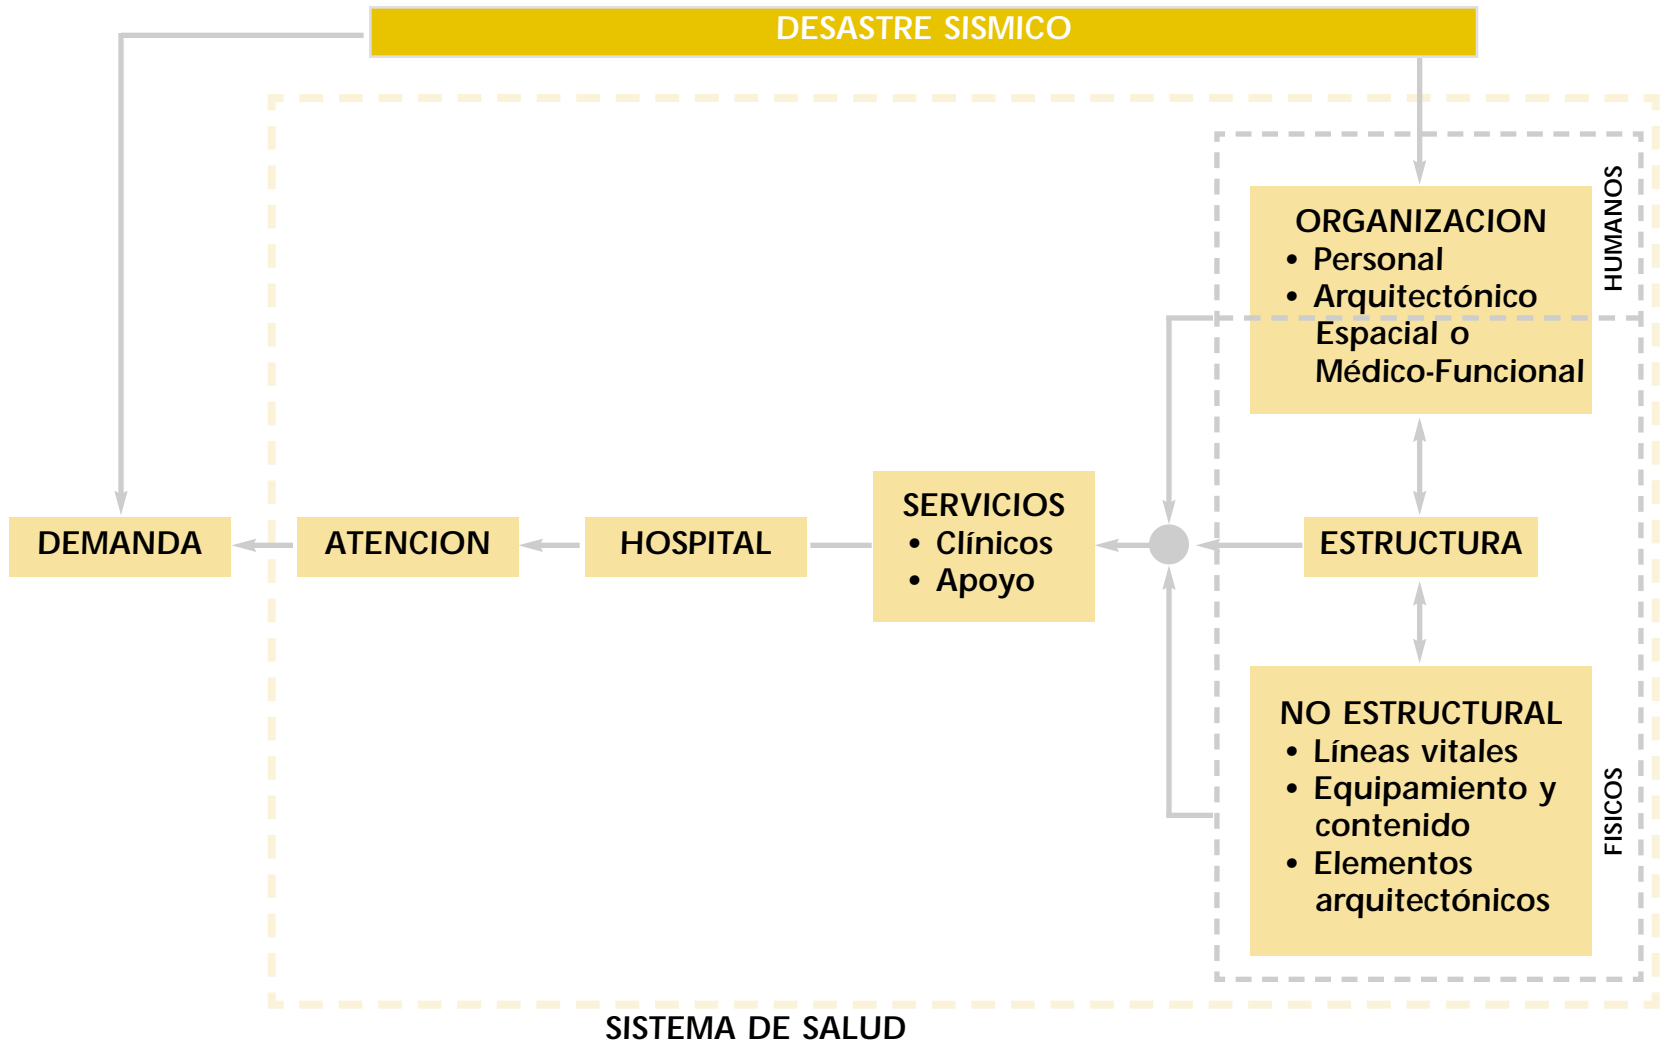 DESASTRE SISMICO
HUMANOS
ORGANIZACION
• Personal
• Arquitectónico
Espacial o
Médico-Funcional
DEMANDA
ATENCION
HOSPITAL
SERVICIOS
• Clínicos
• Apoyo
ESTRUCTURA
NO ESTRUCTURAL
• Líneas vitales
• Equipamiento y
contenido
• Elementos
arquitectónicos
FISICOS
SISTEMA DE SALUD